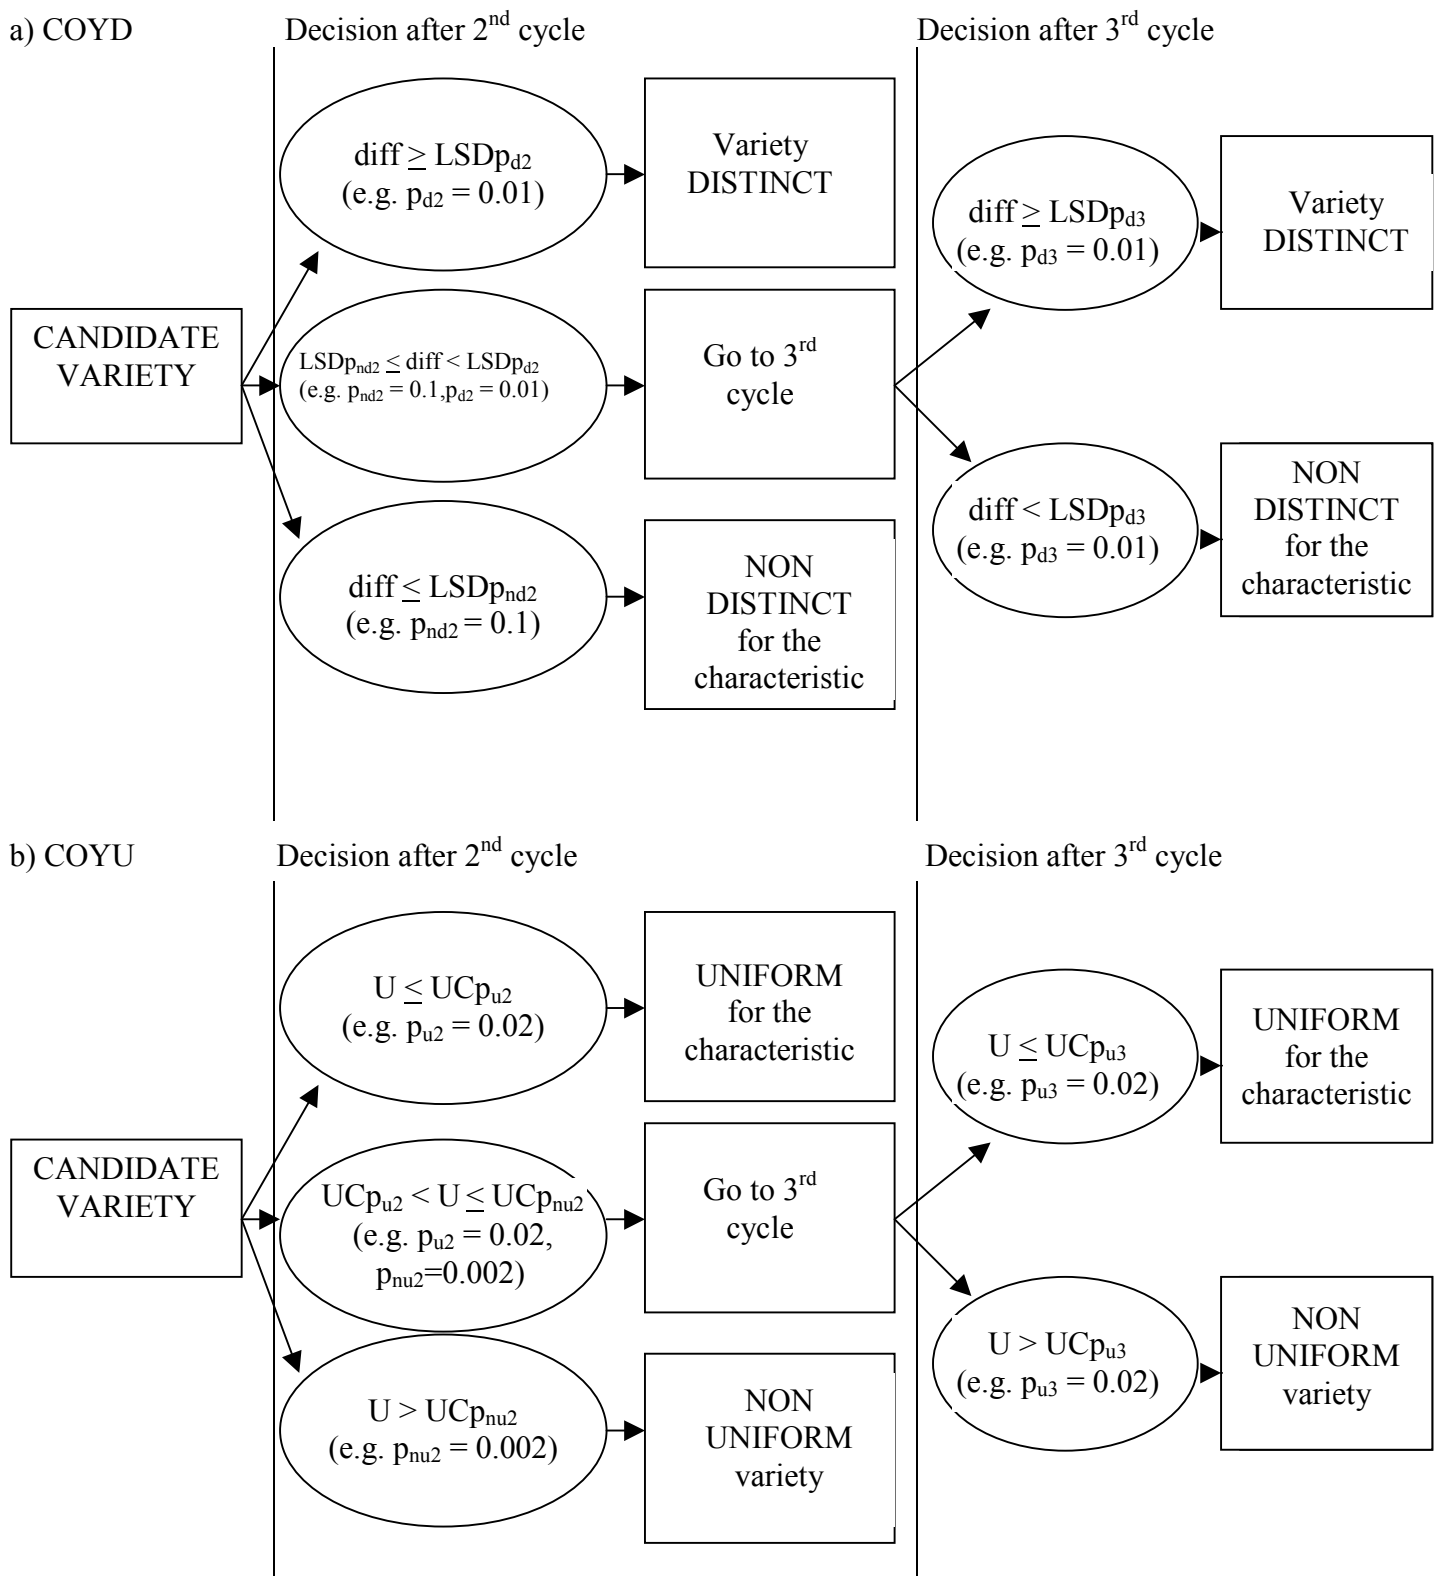 a) COYD
Decision after 2nd cycle
Decision after 3rd cycle
CANDIDATE
VARIETY
diff ≥ LSDpd2
(e.g. pd2 = 0.01)
Variety
DISTINCT
LSDpnd2 ≤ diff < LSDpd2
(e.g. pnd2 = 0.1,pd2 = 0.01)
Go to 3rd
cycle
diff ≤ LSDpnd2
(e.g. pnd2 = 0.1)
NON
DISTINCT
for the
characteristic
diff ≥ LSDpd3
(e.g. pd3 = 0.01)
Variety
DISTINCT
diff < LSDpd3
(e.g. pd3 = 0.01)
NON
DISTINCT
for the
characteristic
b) COYU
Decision after 2nd cycle
Decision after 3rd cycle
CANDIDATE
VARIETY
U ≤ UCpu2
(e.g. pu2 = 0.02)
UNIFORM
for the
characteristic
UCpu2 < U ≤ UCpnu2
(e.g. pu2 = 0.02,
pnu2=0.002)
Go to 3rd
cycle
U > UCpnu2
(e.g. pnu2 = 0.002)
NON
UNIFORM
variety
U ≤ UCpu3
(e.g. pu3 = 0.02)
UNIFORM
for the
characteristic
U > UCpu3
(e.g. pu3 = 0.02)
NON
UNIFORM
variety